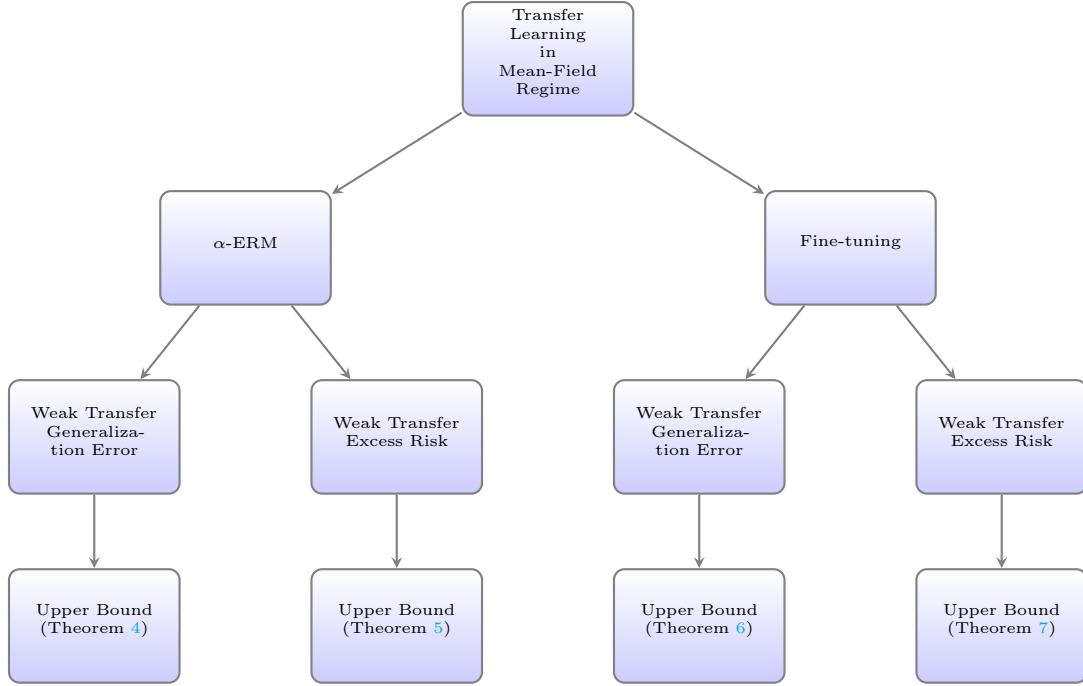 Transfer
Learning
in
Mean-Field
Regime
α-ERM
Fine-tuning
Weak Transfer
Generaliza-
tion Error
Weak Transfer
Excess Risk
Weak Transfer
Generaliza-
tion Error
Weak Transfer
Excess Risk
Upper Bound
(Theorem 4)
Upper Bound
(Theorem 5)
Upper Bound
(Theorem 6)
Upper Bound
(Theorem 7)